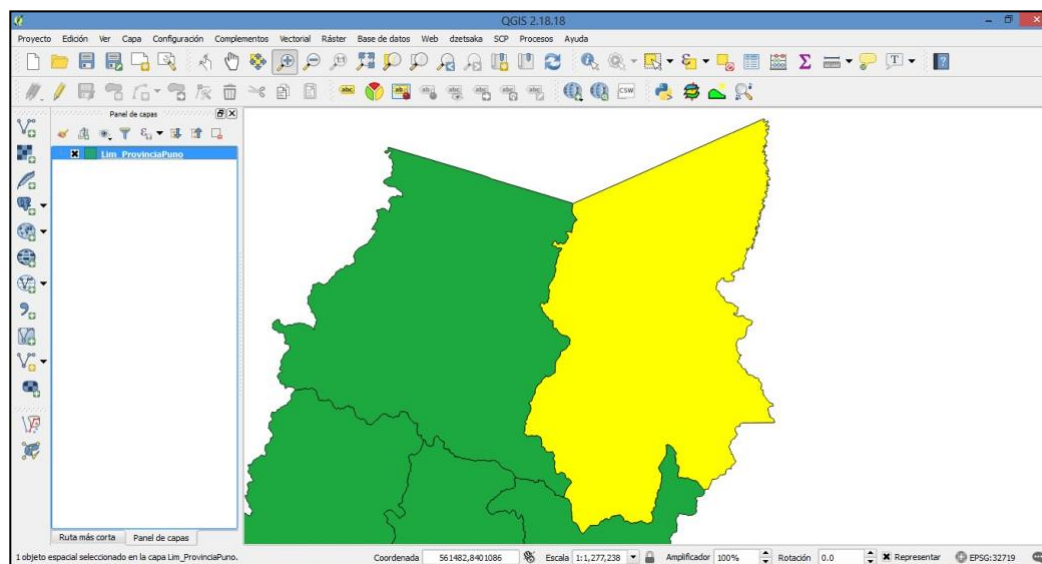 QGIS 2.18.18
Proyecto Edición Ver Capa Configuración Complementos Vectorial Ráster Base de datos Web dzetsaka SCP Procesos Ayuda
Panel de capas
Lim_ProvinciaPuno
Ruta más corta Panel de capas
1 objeto espacial seleccionado en la capa Lim_ProvinciaPuno. Coordenada 561482,8401086 Escala 1:1,277,238 Amplificador 100% Rotación 0.0 Representar EPSG:32719